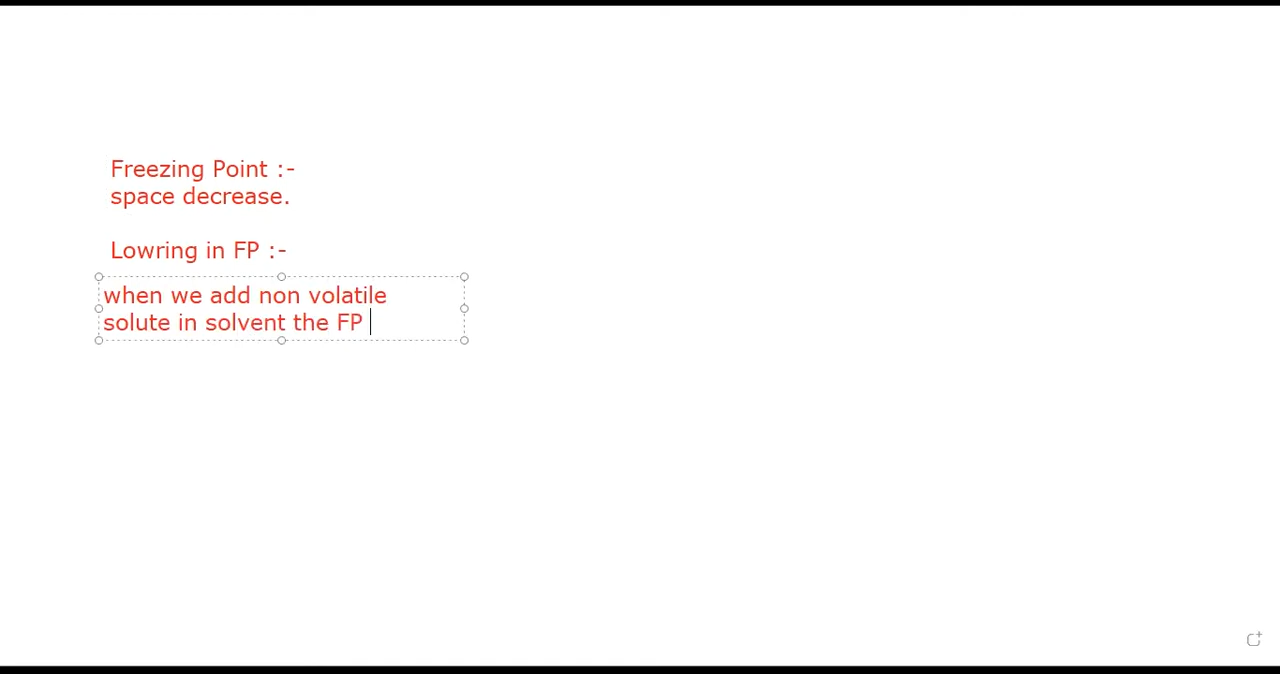 Freezing Point :-
space decrease.
Lowring in FP :-
when we add non volatile
solute in solvent the FP